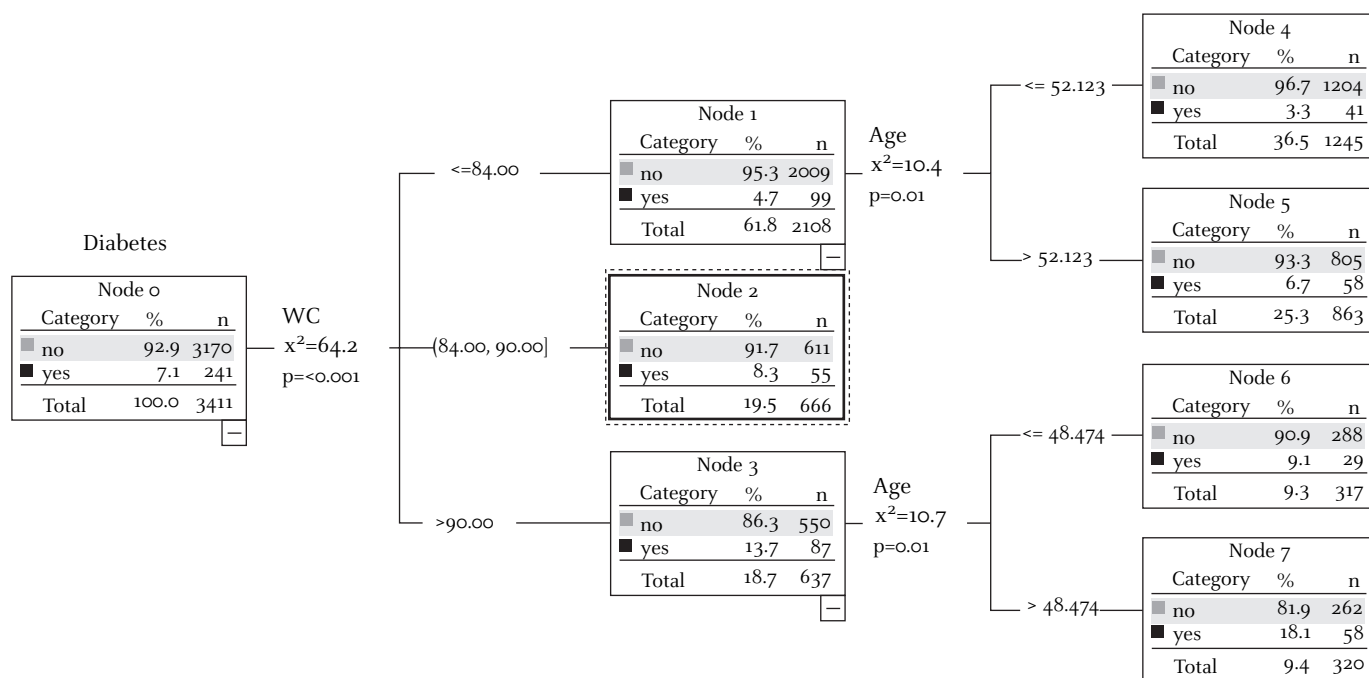 Diabetes
Node 0
Category % n
no 92.9 3170
yes 7.1 241
Total 100.0 3411
WC
x²=64.2
p=<0.001
<=84.00
(84.00, 90.00]
>90.00
Node 1
Category % n
no 95.3 2009
yes 4.7 99
Total 61.8 2108
Node 2
Category % n
no 91.7 611
yes 8.3 55
Total 19.5 666
Node 3
Category % n
no 86.3 550
yes 13.7 87
Total 18.7 637
Age
x²=10.4
p=0.01
<= 52.123
> 52.123
Age
x²=10.7
p=0.01
<= 48.474
> 48.474
Node 4
Category % n
no 96.7 1204
yes 3.3 41
Total 36.5 1245
Node 5
Category % n
no 93.3 805
yes 6.7 58
Total 25.3 863
Node 6
Category % n
no 90.9 288
yes 9.1 29
Total 9.3 317
Node 7
Category % n
no 81.9 262
yes 18.1 58
Total 9.4 320